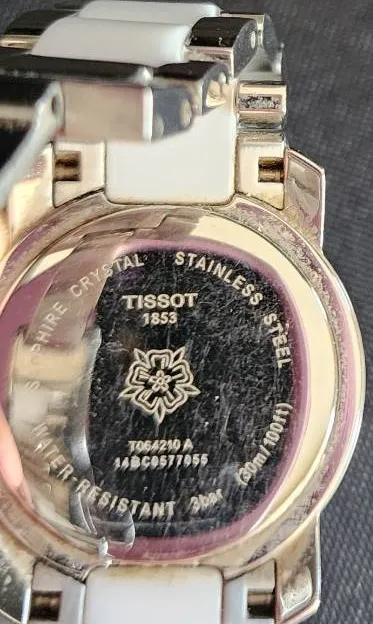 SAPPHIRE CRYSTAL STAINLESS STEEL
TISSOT
1853
T064210 A
14BC0577055
WATER-RESISTANT 3bar (30m/100ft)